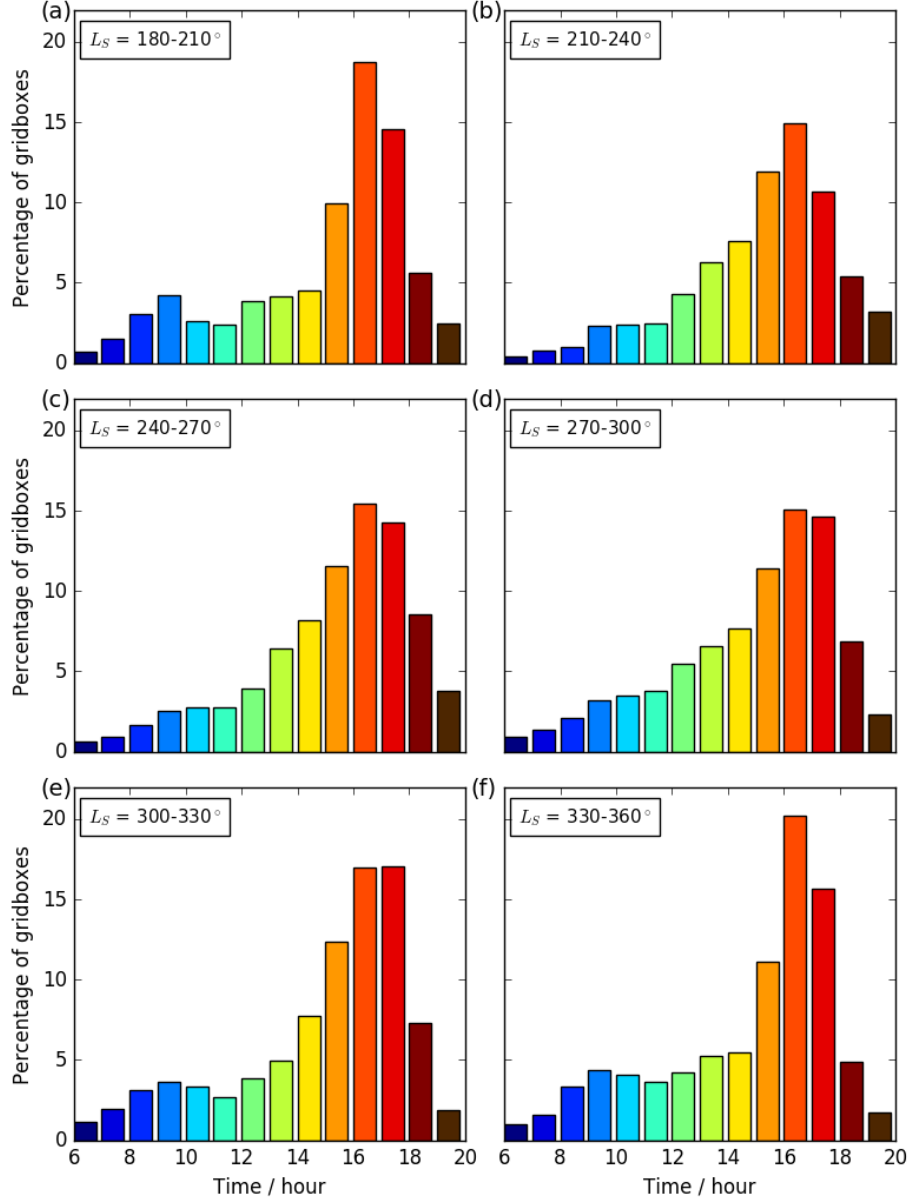 (a)
(b)
L_S = 180-210°
L_S = 210-240°
20
15
10
5
0
Percentage of gridboxes
(c)
(d)
L_S = 240-270°
L_S = 270-300°
20
15
10
5
0
Percentage of gridboxes
(e)
(f)
L_S = 300-330°
L_S = 330-360°
20
15
10
5
0
Percentage of gridboxes
6 8 10 12 14 16 18 20
6 8 10 12 14 16 18 20
Time / hour
Time / hour